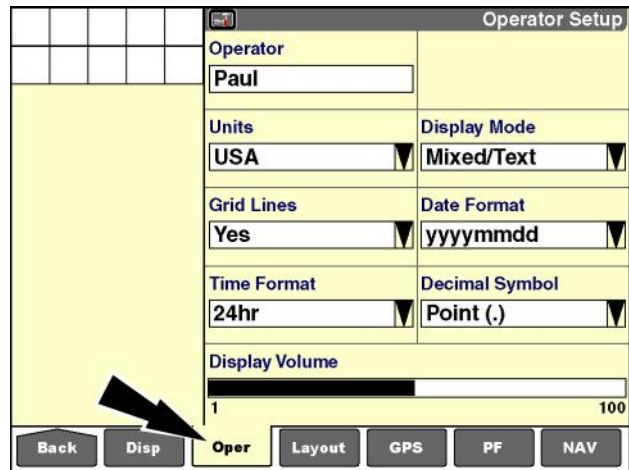 Operator Setup
Operator
Paul
Units
Display Mode
USA
Mixed/Text
Grid Lines
Date Format
Yes
yyyymmdd
Time Format
Decimal Symbol
24hr
Point (.)
Display Volume
1
100
Back
Disp
Oper
Layout
GPS
PF
NAV